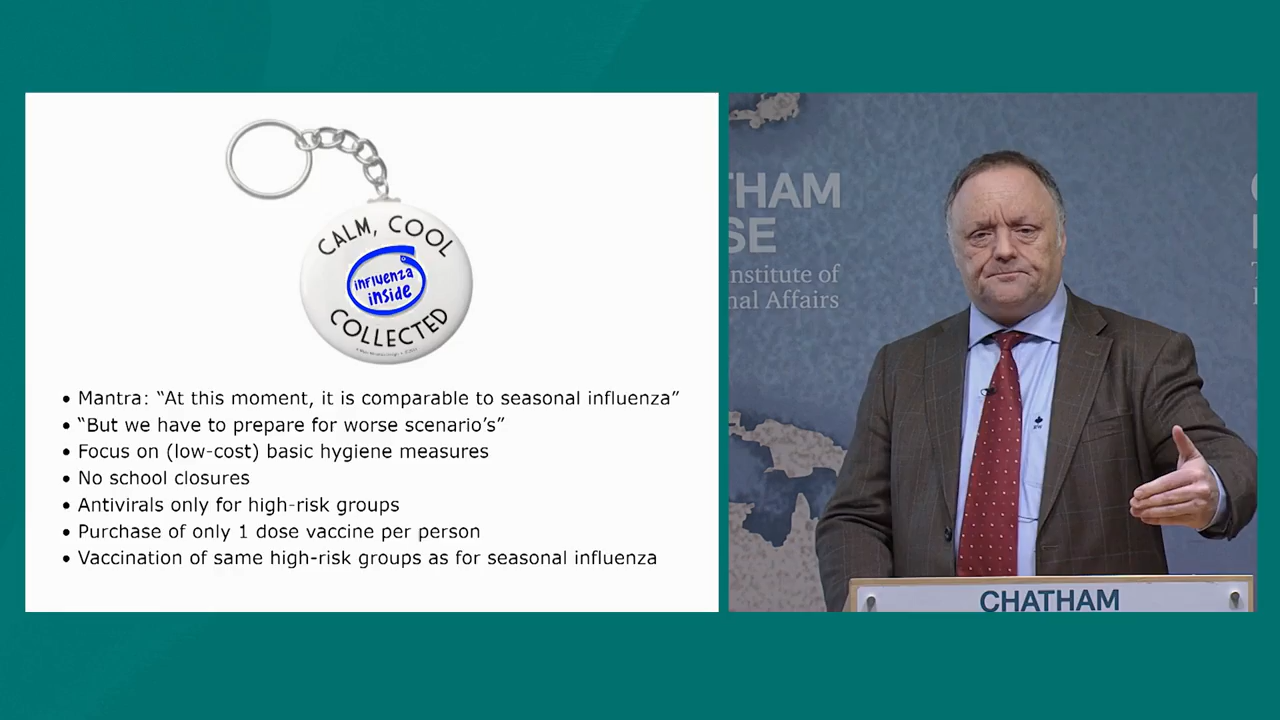 CALM, COOL
influenza
inside
COLLECTED
• Mantra: “At this moment, it is comparable to seasonal influenza”
• “But we have to prepare for worse scenario’s”
• Focus on (low-cost) basic hygiene measures
• No school closures
• Antivirals only for high-risk groups
• Purchase of only 1 dose vaccine per person
• Vaccination of same high-risk groups as for seasonal influenza
THAM
SE
nstitute of
nal Affairs
CHATHAM